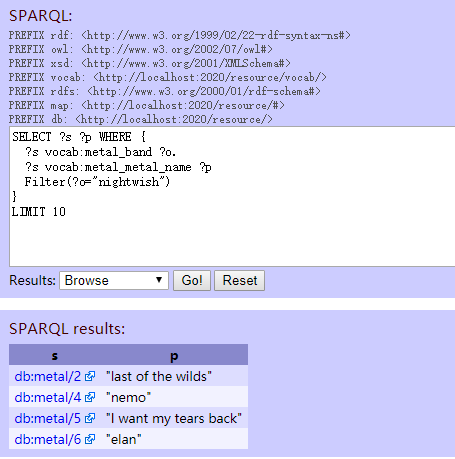 SPARQL:
PREFIX rdf: <http://www.w3.org/1999/02/22-rdf-syntax-ns#>
PREFIX owl: <http://www.w3.org/2002/07/owl#>
PREFIX xsd: <http://www.w3.org/2001/XMLSchema#>
PREFIX vocab: <http://localhost:2020/resource/vocab/>
PREFIX rdfs: <http://www.w3.org/2000/01/rdf-schema#>
PREFIX map: <http://localhost:2020/resource/#>
PREFIX db: <http://localhost:2020/resource/>
SELECT ?s ?p WHERE {
  ?s vocab:metal_band ?o.
  ?s vocab:metal_metal_name ?p
  Filter(?o="nightwish")
}
LIMIT 10
Results: Browse Go! Reset
SPARQL results:
s p
db:metal/2 "last of the wilds"
db:metal/4 "nemo"
db:metal/5 "I want my tears back"
db:metal/6 "elan"